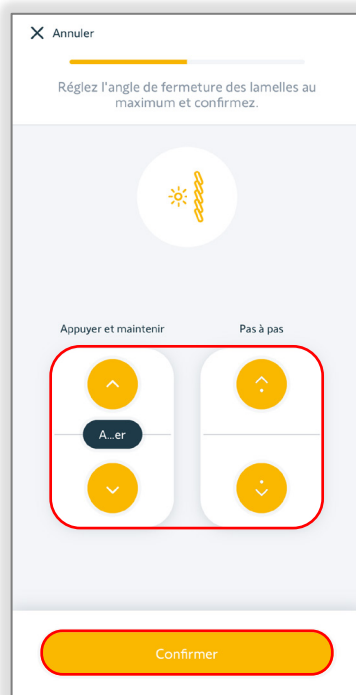 Annuler
Réglez l'angle de fermeture des lamelles au
maximum et confirmez.
Appuyer et maintenir Pas à pas
A...er
Confirmer